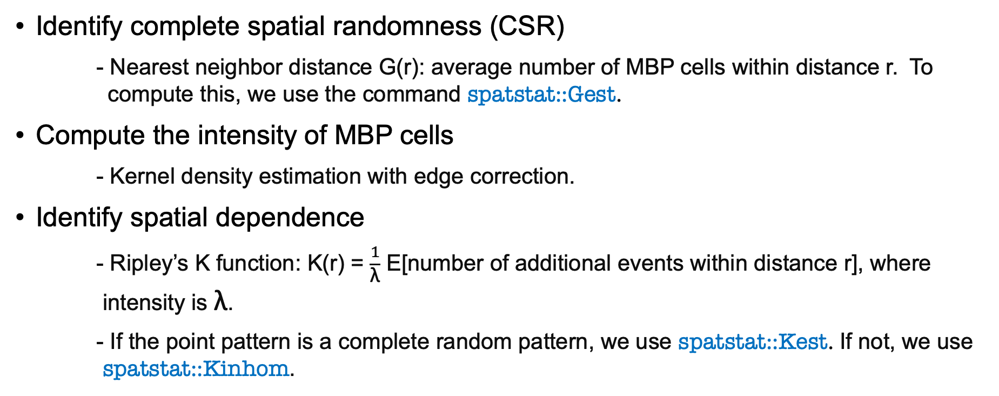 • Identify complete spatial randomness (CSR)
- Nearest neighbor distance G(r): average number of MBP cells within distance r.  To
compute this, we use the command spatstat::Gest.
• Compute the intensity of MBP cells
- Kernel density estimation with edge correction.
• Identify spatial dependence
- Ripley’s K function: K(r) = 1/λ E[number of additional events within distance r], where
intensity is λ.
- If the point pattern is a complete random pattern, we use spatstat::Kest. If not, we use
spatstat::Kinhom.